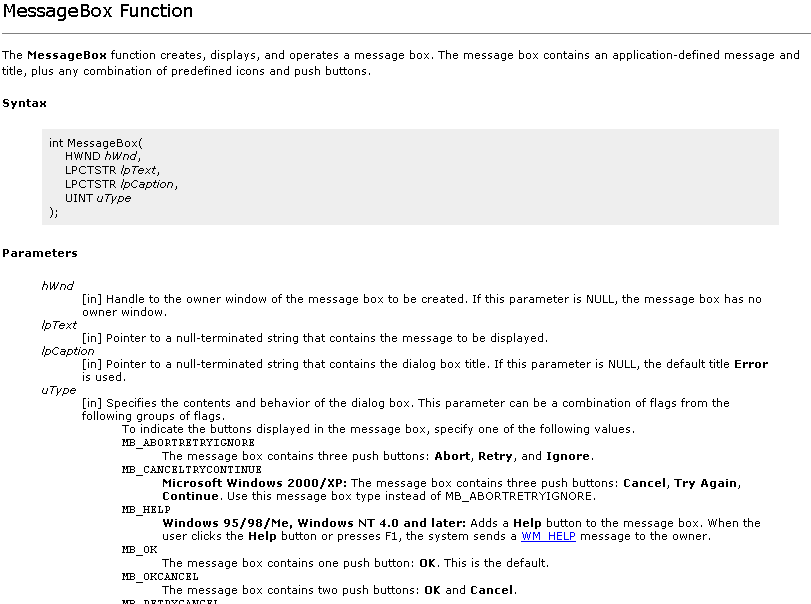 MessageBox Function
The MessageBox function creates, displays, and operates a message box. The message box contains an application-defined message and
title, plus any combination of predefined icons and push buttons.
Syntax
int MessageBox(
HWND hWnd,
LPCTSTR lpText,
LPCTSTR lpCaption,
UINT uType
);
Parameters
hWnd
[in] Handle to the owner window of the message box to be created. If this parameter is NULL, the message box has no
owner window.
lpText
[in] Pointer to a null-terminated string that contains the message to be displayed.
lpCaption
[in] Pointer to a null-terminated string that contains the dialog box title. If this parameter is NULL, the default title Error
is used.
uType
[in] Specifies the contents and behavior of the dialog box. This parameter can be a combination of flags from the
following groups of flags.
To indicate the buttons displayed in the message box, specify one of the following values.
MB_ABORTRETRYIGNORE
The message box contains three push buttons: Abort, Retry, and Ignore.
MB_CANCELTRYCONTINUE
Microsoft Windows 2000/XP: The message box contains three push buttons: Cancel, Try Again,
Continue. Use this message box type instead of MB_ABORTRETRYIGNORE.
MB_HELP
Windows 95/98/Me, Windows NT 4.0 and later: Adds a Help button to the message box. When the
user clicks the Help button or presses F1, the system sends a WM_HELP message to the owner.
MB_OK
The message box contains one push button: OK. This is the default.
MB_OKCANCEL
The message box contains two push buttons: OK and Cancel.
MB_RETRYCANCEL